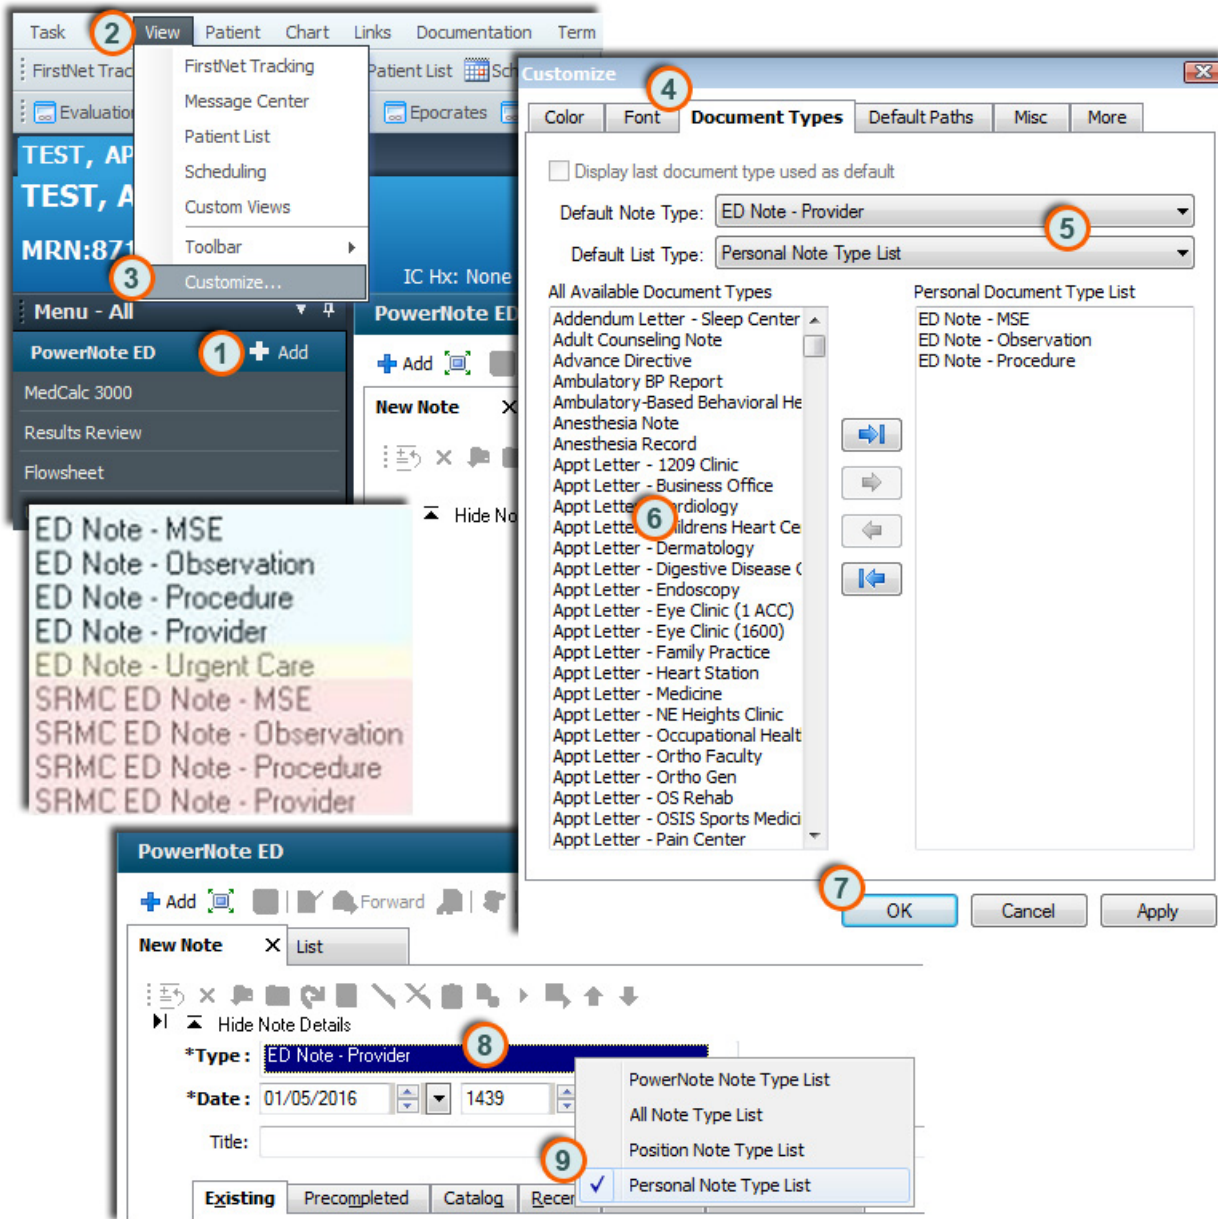 Task 2 View Patient Chart Links Documentation Term
FirstNet Patient List
Evaluation Epocrates
FirstNet Tracking
Message Center
Patient List
Scheduling
Custom Views
Toolbar
3 Customize...
TEST,
TEST,
IC Hx: None
Menu - All
PowerNote ED 1 Add
MedCalc 3000
Results Review
Flowsheet
PowerNote ED
Add
New Note X
Hide
ED Note - MSE
ED Note - Observation
ED Note - Procedure
ED Note - Provider
ED Note - Urgent Care
SRMC ED Note - MSE
SRMC ED Note - Observation
SRMC ED Note - Procedure
SRMC ED Note - Provider
Customize
4
Color Font Document Types Default Paths Misc More
Display last document type used as default
Default Note Type: ED Note - Provider
5
Default List Type: Personal Note Type List
All Available Document Types
Addendum Letter - Sleep Center
Adult Counseling Note
Advance Directive
Ambulatory BP Report
Ambulatory-Based Behavioral
Anesthesia Note
Anesthesia Record
Appt Letter - 1209 Clinic
Appt Letter - Business Office
Appt
6
Appt Heart
Appt Letter - Dermatology
Appt Letter - Digestive Disease
Appt Letter - Endoscopy
Appt Letter - Eye Clinic (1 ACC)
Appt Letter - Eye Clinic (1600)
Appt Letter - Family Practice
Appt Letter - Heart Station
Appt Letter - Medicine
Appt Letter - NE Heights Clinic
Appt Letter - Occupational Healt
Appt Letter - Ortho Faculty
Appt Letter - Ortho Gen
Appt Letter - OS Rehab
Appt Letter - OSIS Sports Medici
Appt Letter - Pain Center
Personal Document Type List
ED Note - MSE
ED Note - Observation
ED Note - Procedure
7
OK Cancel Apply
PowerNote ED
Add Forward
New Note X List
Hide Note Details
8
*Type: ED Note - Provider
*Date: 01/05/2016 1439
Title:
Existing Precompleted Catalog
PowerNote Note Type List
All Note Type List
Position Note Type List
9 Personal Note Type List